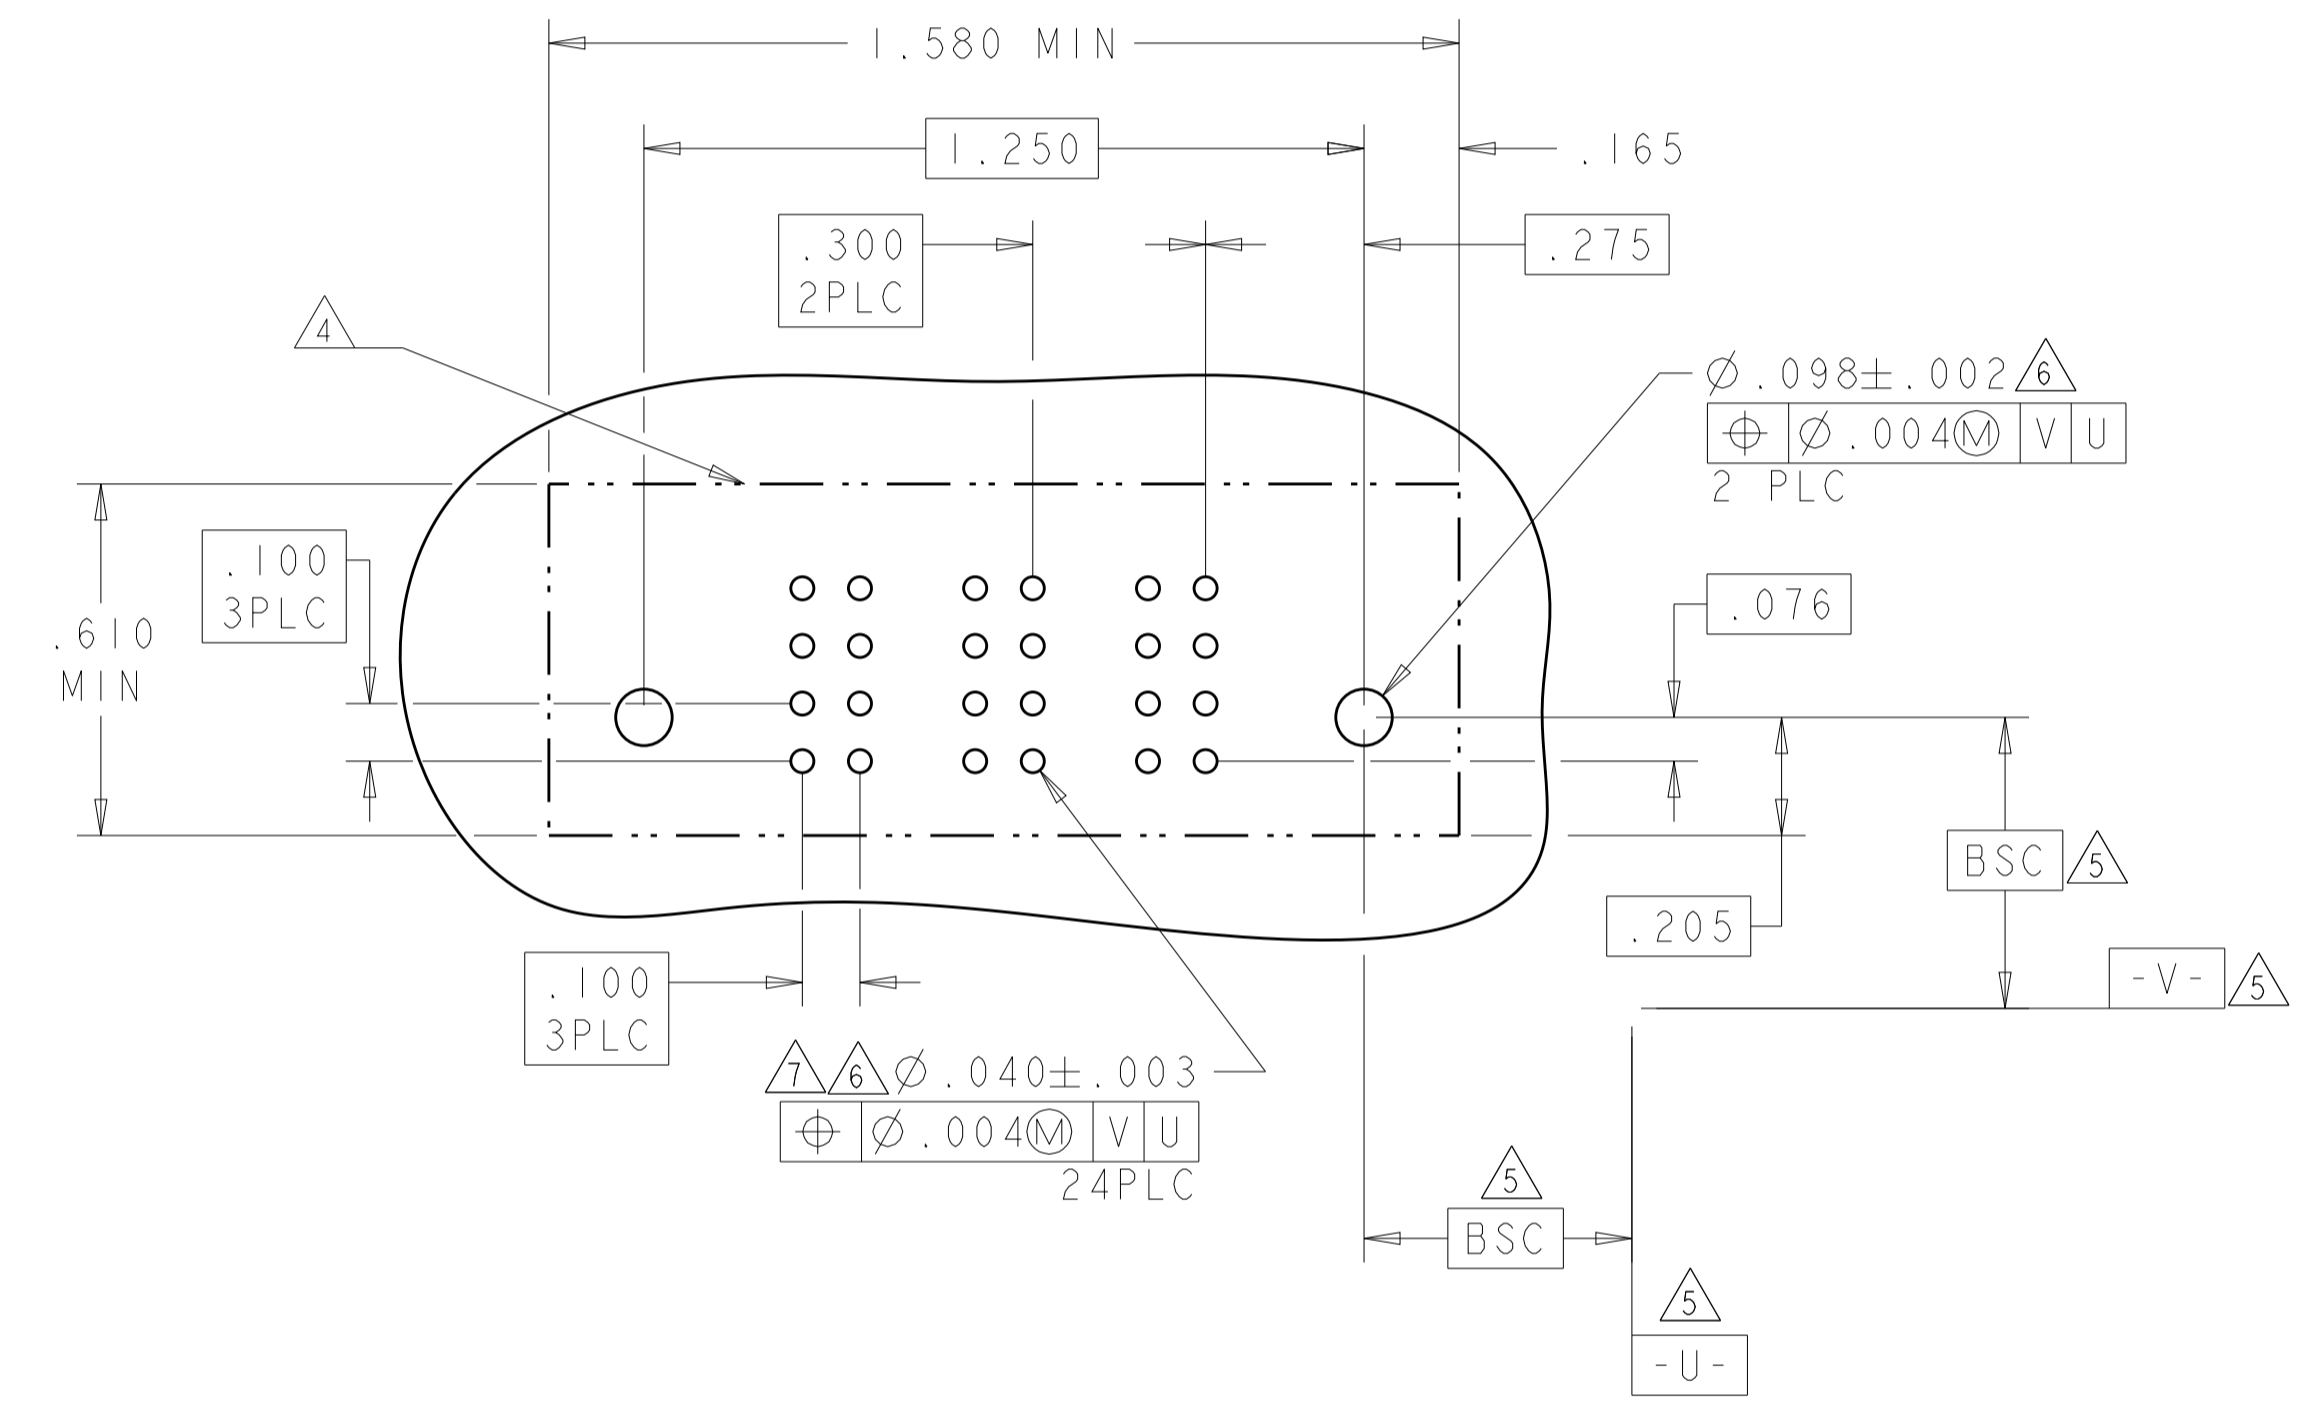 1.580 MIN
1.250
.165
.300
2PLC
.275
4
⌀.098±.002 6
⌖ ⌀.004Ⓜ V U
2 PLC
.100
3PLC
.076
.610
MIN
BSC 5
.205
-V- 5
.100
3PLC
7 6 ⌀.040±.003
⌖ ⌀.004Ⓜ V U
24PLC
5
BSC
5
-U-